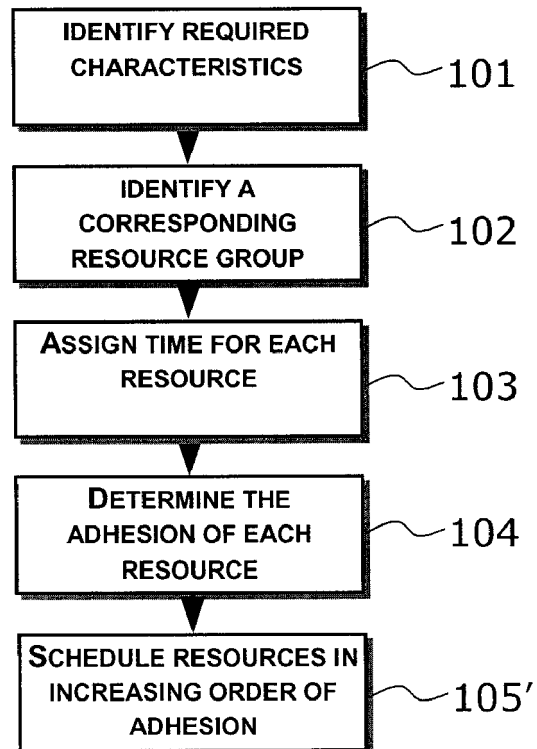 IDENTIFY REQUIRED
CHARACTERISTICS
101
IDENTIFY A
CORRESPONDING
RESOURCE GROUP
102
ASSIGN TIME FOR EACH
RESOURCE
103
DETERMINE THE
ADHESION OF EACH
RESOURCE
104
SCHEDULE RESOURCES IN
INCREASING ORDER OF
ADHESION
105'